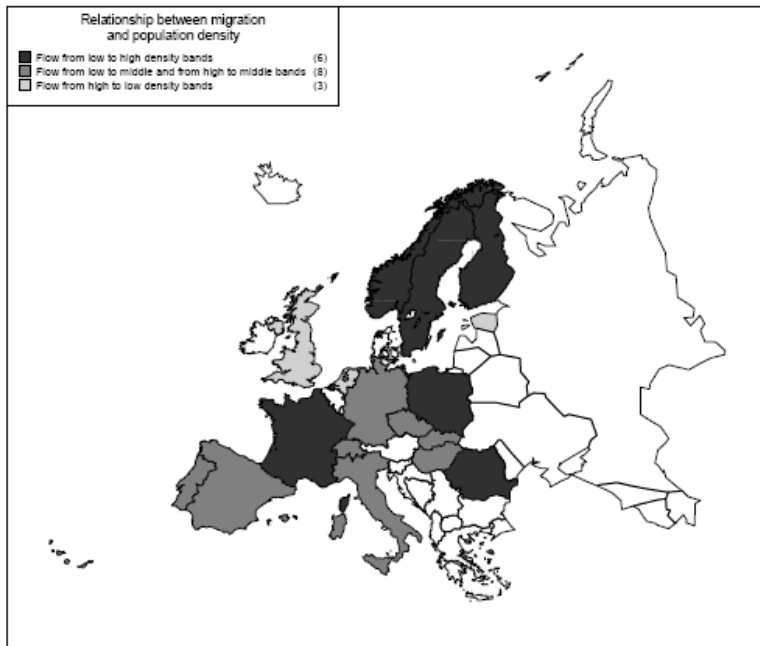 Relationship between migration
and population density
Flow from low to high density bands (6)
Flow from low to middle and from high to middle bands (8)
Flow from high to low density bands (3)